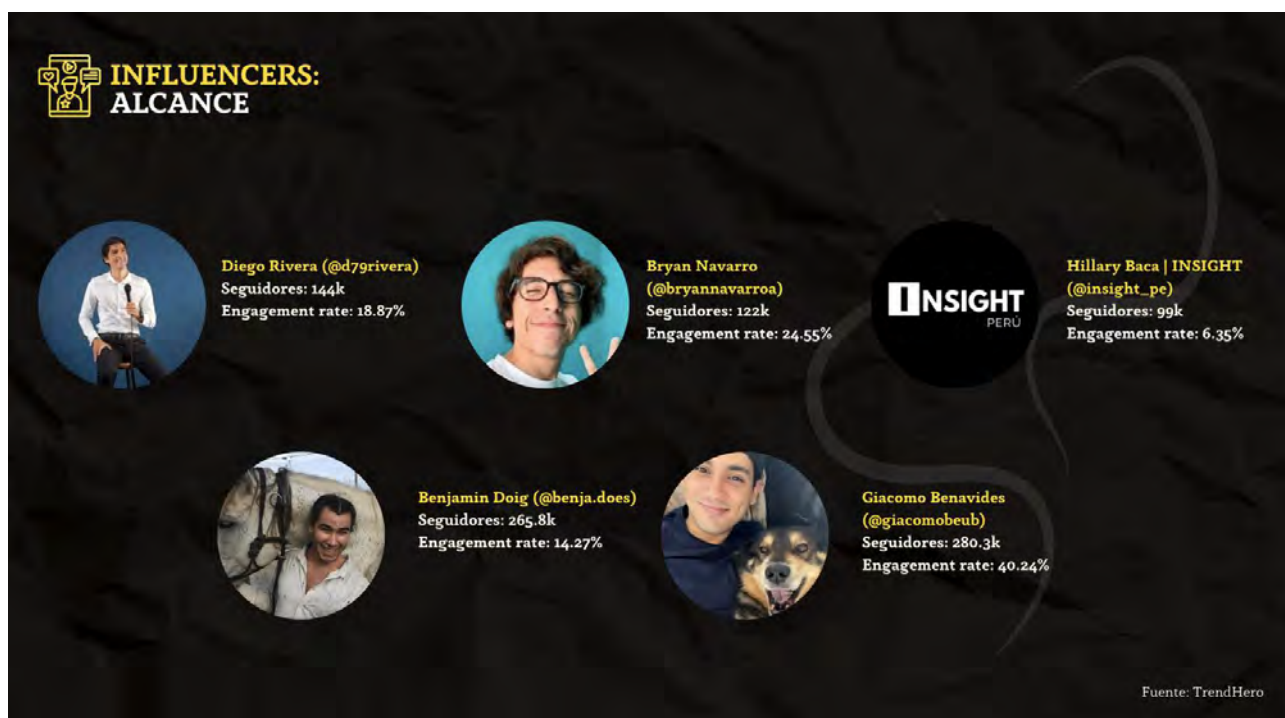 INFLUENCERS:
ALCANCE
Diego Rivera (@d79rivera)
Seguidores: 144k
Engagement rate: 18.87%
Bryan Navarro
(@bryannavarroa)
Seguidores: 122k
Engagement rate: 24.55%
INSIGHT
PERÚ
Hillary Baca | INSIGHT
(@insight_pe)
Seguidores: 99k
Engagement rate: 6.35%
Benjamin Doig (@benja.does)
Seguidores: 265.8k
Engagement rate: 14.27%
Giacomo Benavides
(@giacomobeub)
Seguidores: 280.3k
Engagement rate: 40.24%
Fuente: TrendHero